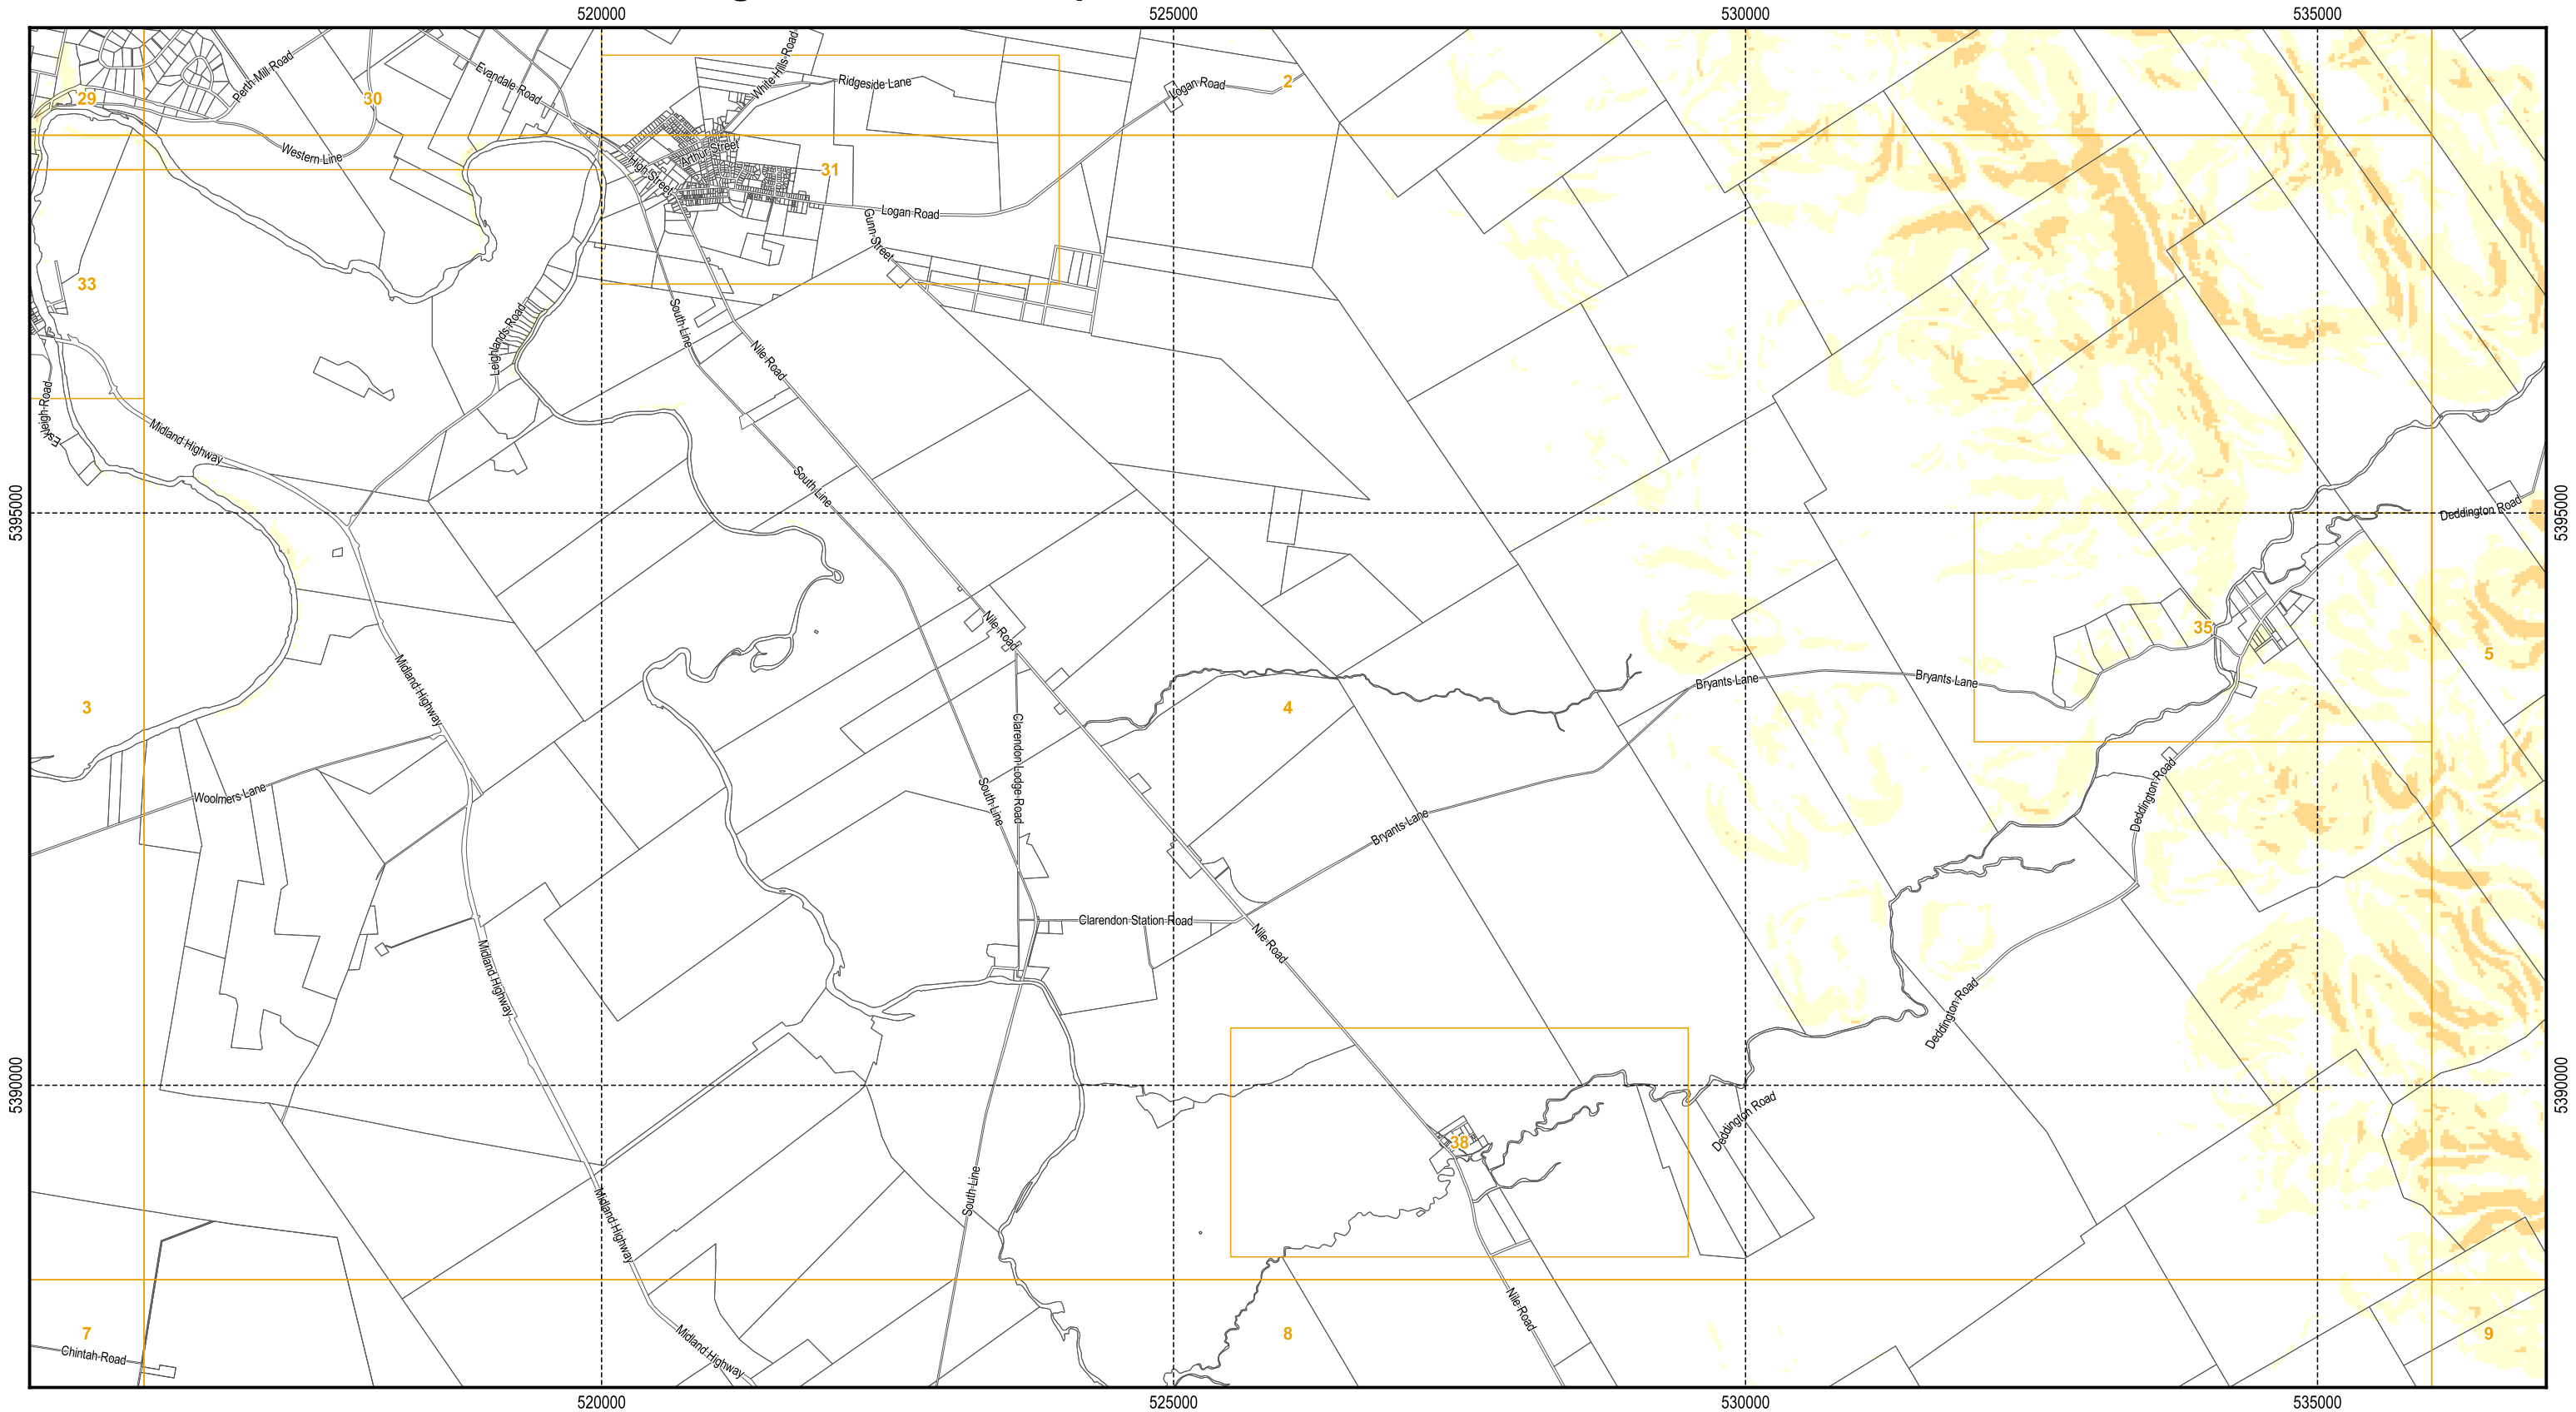 520000
525000
530000
535000
29
30
Perth Mill Road
Evandale Road
White Hills Road
Ridgeside Lane
Logan Road
2
Western Line
High Street
Arthur Street
31
Logan Road
Gunn Street
33
Leighlands Road
South Line
Nile Road
Eskleigh Road
Midland Highway
South Line
5395000
5395000
Deddington Road
Nile Road
35
5
Midland Highway
Bryants Lane
Bryants Lane
3
4
Clarendon Lodge Road
South Line
Woolmers Lane
Bryants Lane
Deddington Road
Clarendon Station Road
Nile Road
Midland Highway
Deddington Road
5390000
5390000
Deddington Road
38
South Line
Midland Highway
Nile Road
7
8
9
Chintah Road
Midland Highway
520000
525000
530000
535000